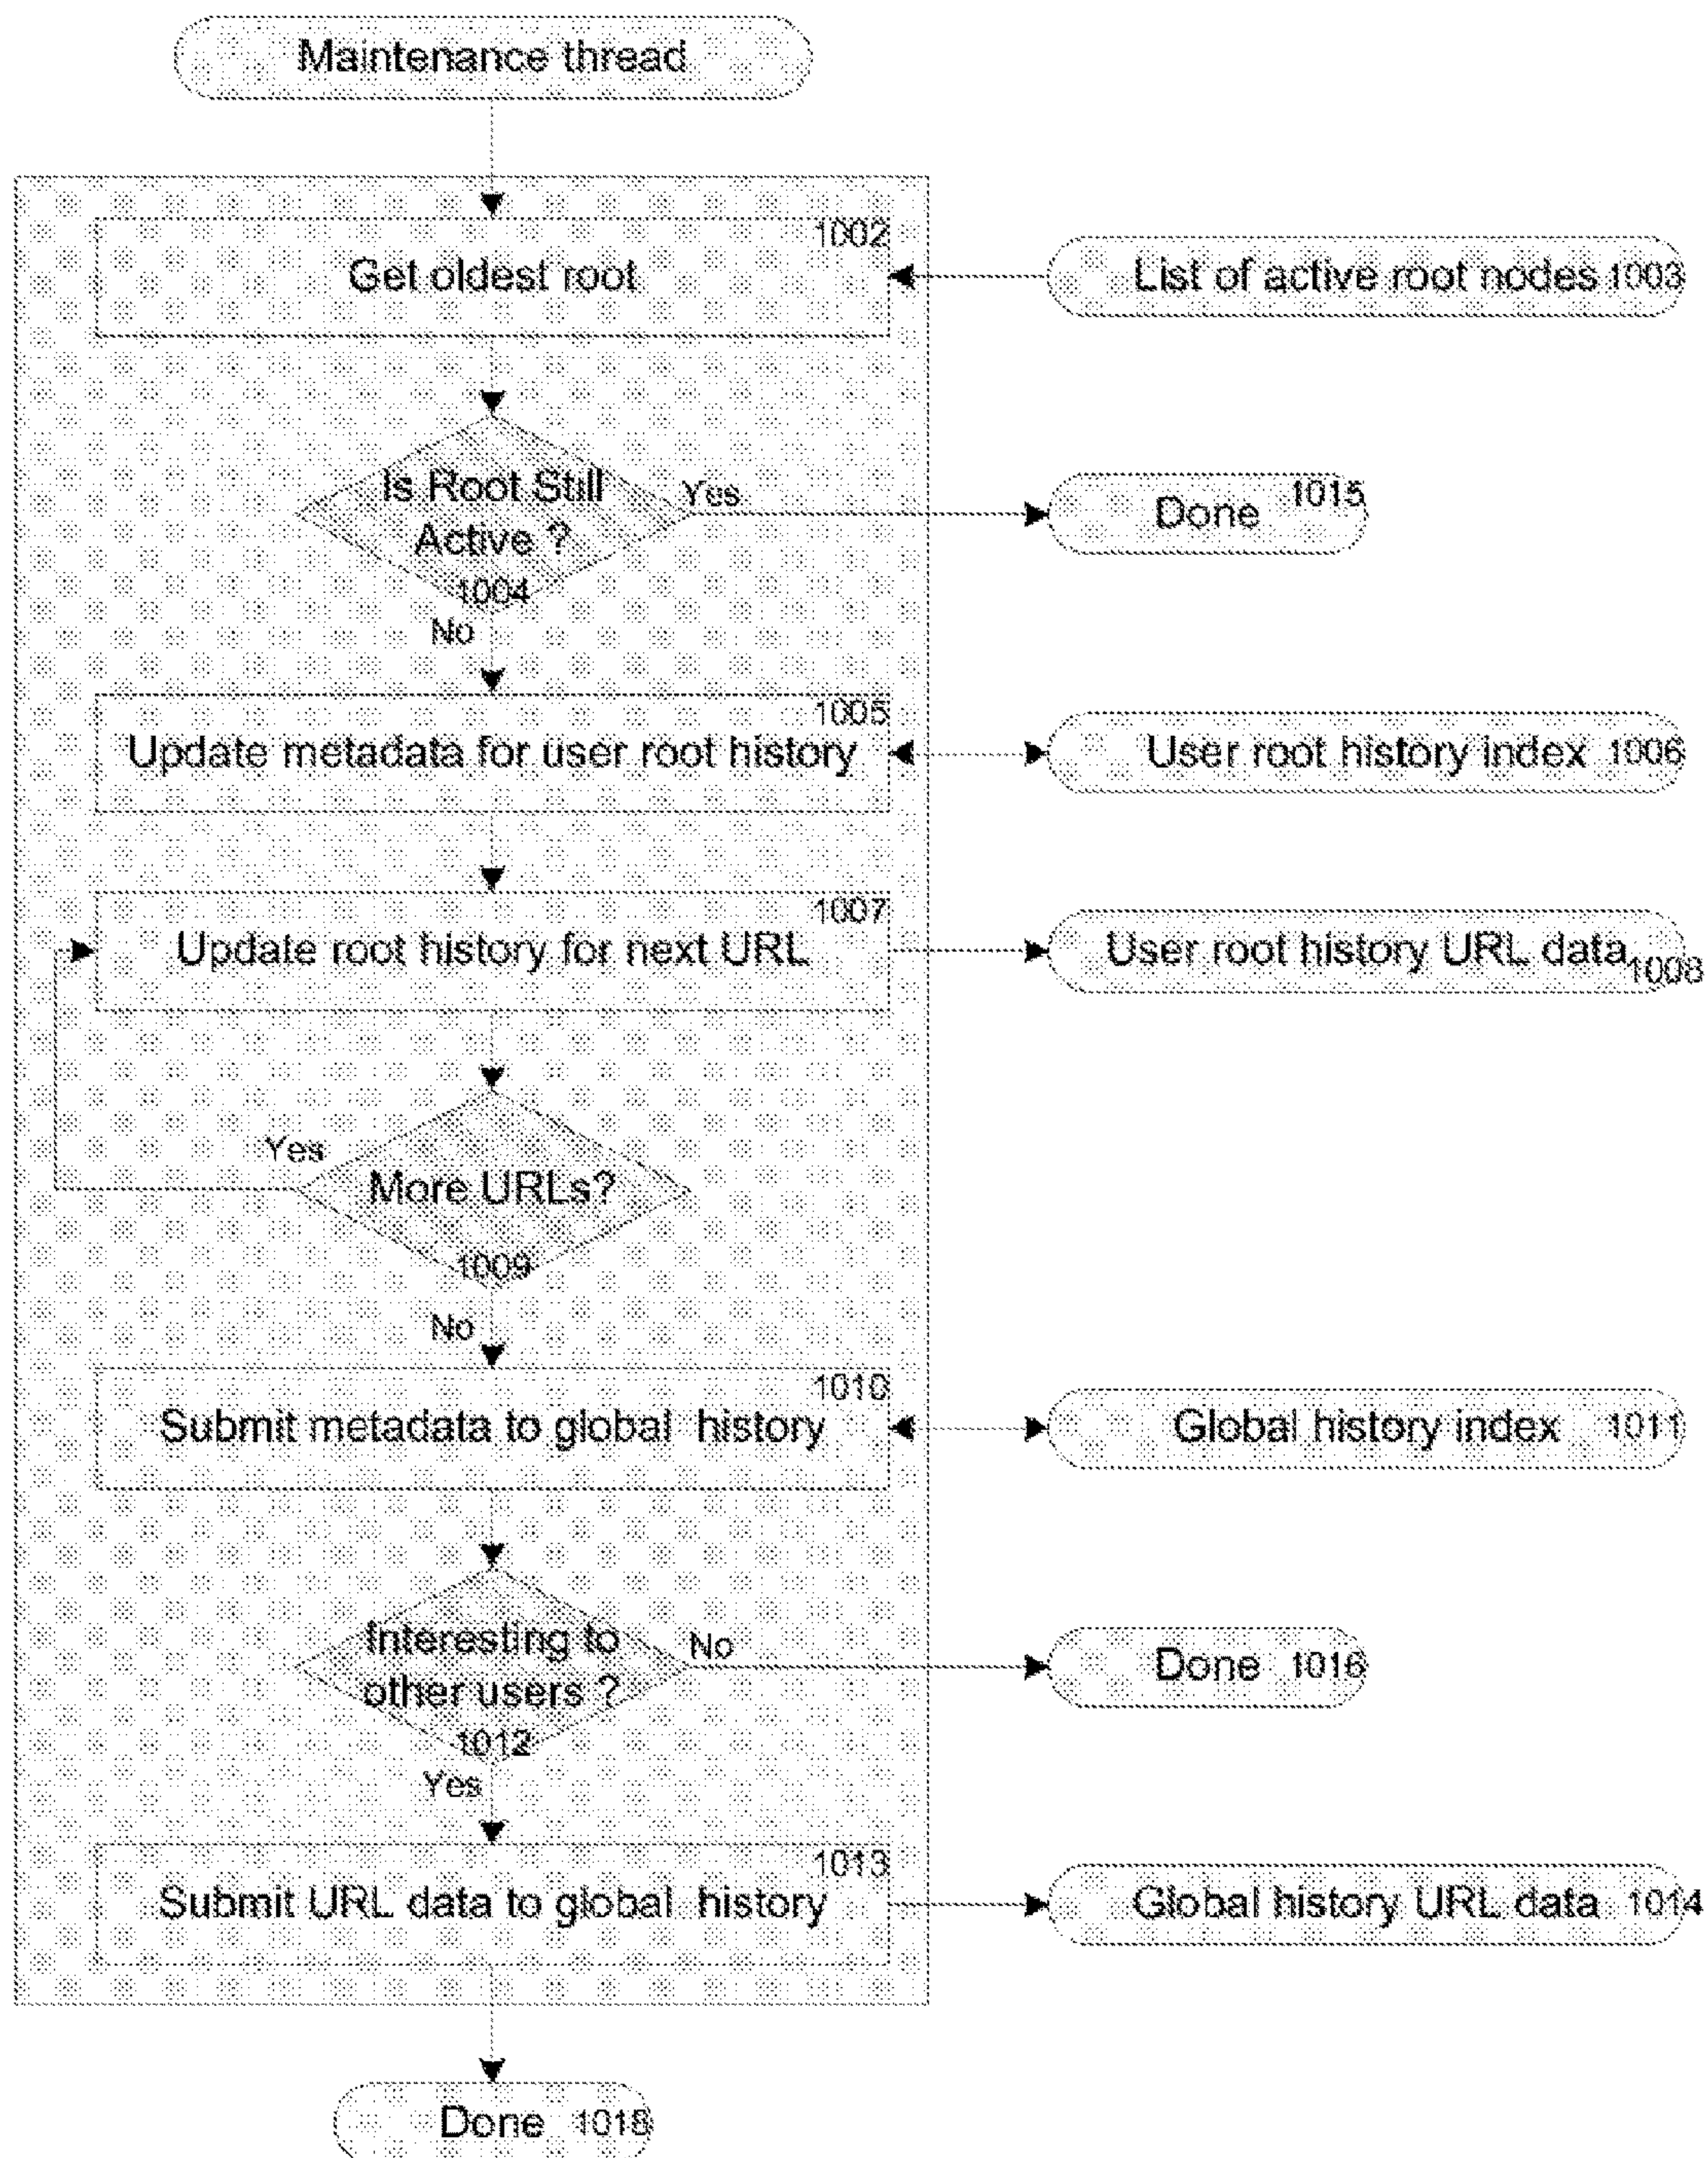 Maintenance thread
1002
Get oldest root
List of active root nodes 1003
Is Root Still
Active ?
1004
Yes
Done 1015
No
1005
Update metadata for user root history
User root history index 1006
1007
Update root history for next URL
User root history URL data 1008
Yes
More URLs?
1009
No
1010
Submit metadata to global history
Global history index 1011
Interesting to
other users ?
1012
No
Done 1016
Yes
1013
Submit URL data to global history
Global history URL data 1014
Done